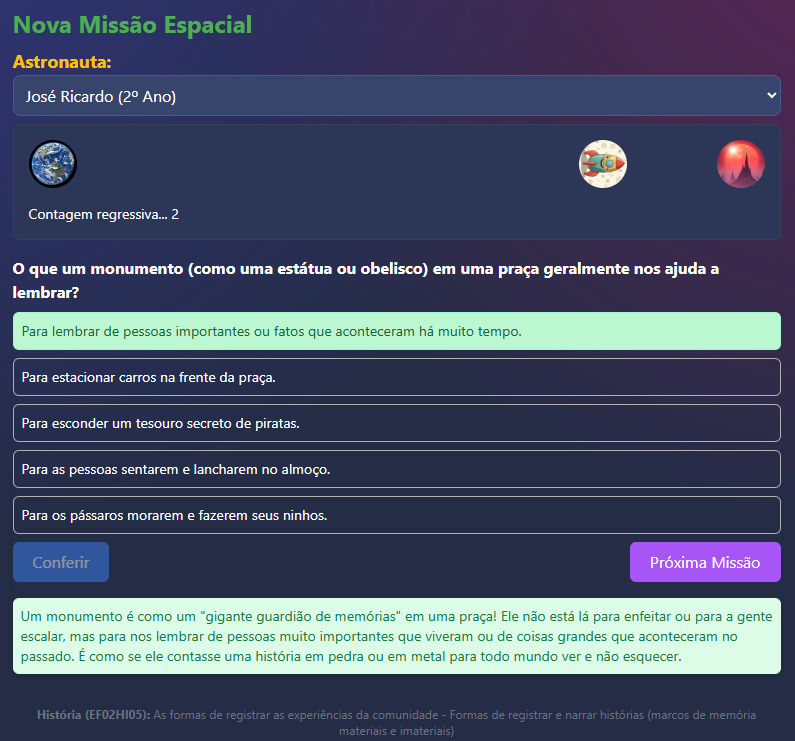 Nova Missão Espacial
Astronauta:
José Ricardo (2º Ano)
Contagem regressiva... 2
O que um monumento (como uma estátua ou obelisco) em uma praça geralmente nos ajuda a
lembrar?
Para lembrar de pessoas importantes ou fatos que aconteceram há muito tempo.
Para estacionar carros na frente da praça.
Para esconder um tesouro secreto de piratas.
Para as pessoas sentarem e lancharem no almoço.
Para os pássaros morarem e fazerem seus ninhos.
Conferir
Próxima Missão
Um monumento é como um "gigante guardião de memórias" em uma praça! Ele não está lá para enfeitar ou para a gente
escalar, mas para nos lembrar de pessoas muito importantes que viveram ou de coisas grandes que aconteceram no
passado. É como se ele contasse uma história em pedra ou em metal para todo mundo ver e não esquecer.
História (EF02HI05): As formas de registrar as experiências da comunidade - Formas de registrar e narrar histórias (marcos de memória
materiais e imateriais)